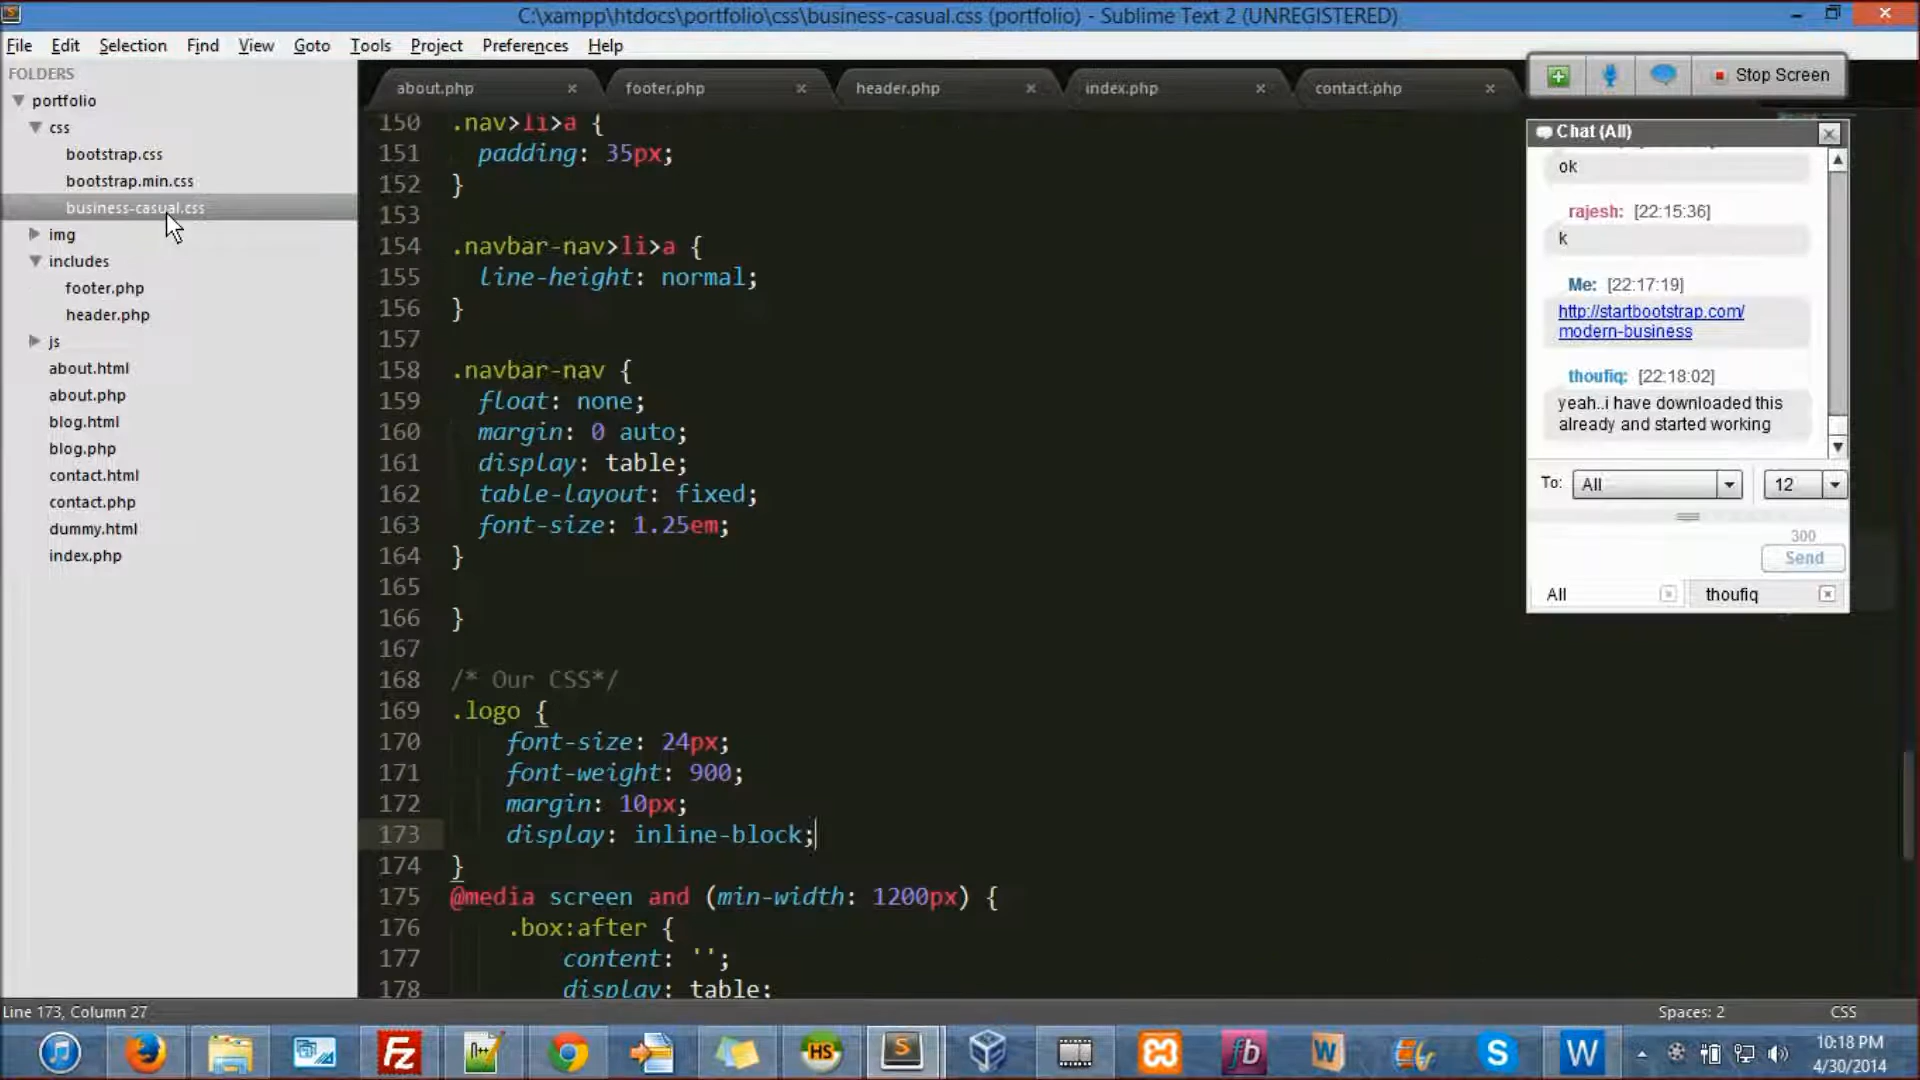 C:\xampp\htdocs\portfolio\css\business-casual.css (portfolio) - Sublime Text 2 (UNREGISTERED)
File Edit Selection Find View Goto Tools Project Preferences Help
FOLDERS
portfolio
css
bootstrap.css
bootstrap.min.css
business-casual.css
img
includes
footer.php
header.php
js
about.html
about.php
blog.html
blog.php
contact.html
contact.php
dummy.html
index.php
about.php footer.php header.php index.php contact.php
150 .nav>li>a {
151 padding: 35px;
152 }
153
154 .navbar-nav>li>a {
155 line-height: normal;
156 }
157
158 .navbar-nav {
159 float: none;
160 margin: 0 auto;
161 display: table;
162 table-layout: fixed;
163 font-size: 1.25em;
164 }
165
166 }
167
168 /* Our CSS*/
169 .logo {
170 font-size: 24px;
171 font-weight: 900;
172 margin: 10px;
173 display: inline-block;
174 }
175 @media screen and (min-width: 1200px) {
176 .box:after {
177 content: '';
178 display: table;
Stop Screen
Chat (All)
ok
rajesh: [22:15:36]
k
Me: [22:17:19]
http://startbootstrap.com/
modern-business
thoufiq: [22:18:02]
yeah..i have downloaded this
already and started working
To: All 12
300
Send
All thoufiq
Line 173, Column 27 Spaces: 2 CSS
Fz n++ HS S fb W S W
10:18 PM
4/30/2014